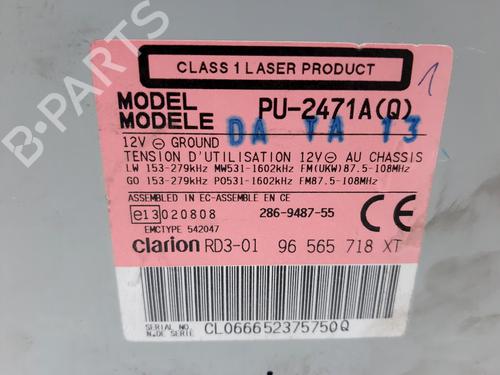 CLASS 1 LASER PRODUCT
1
MODEL PU-2471A(Q)
MODELE DA TA 13
12V ⊖ GROUND
TENSION D'UTILISATION 12V ⊖ AU CHASSIS
LW 153-279kHz MW531-1602kHz FM(UKW)87.5-108MHz
GO 153-279kHz PO531-1602kHz FM87.5-108MHz
ASSEMBLED IN EC-ASSEMBLE EN CE
e13 020808 286-9487-55 CE
EMCTYPE 542047
clarion RD3-01 96 565 718 XT
SERIAL NO. CL066652375750Q
N.DE SERIE
B-PARTS